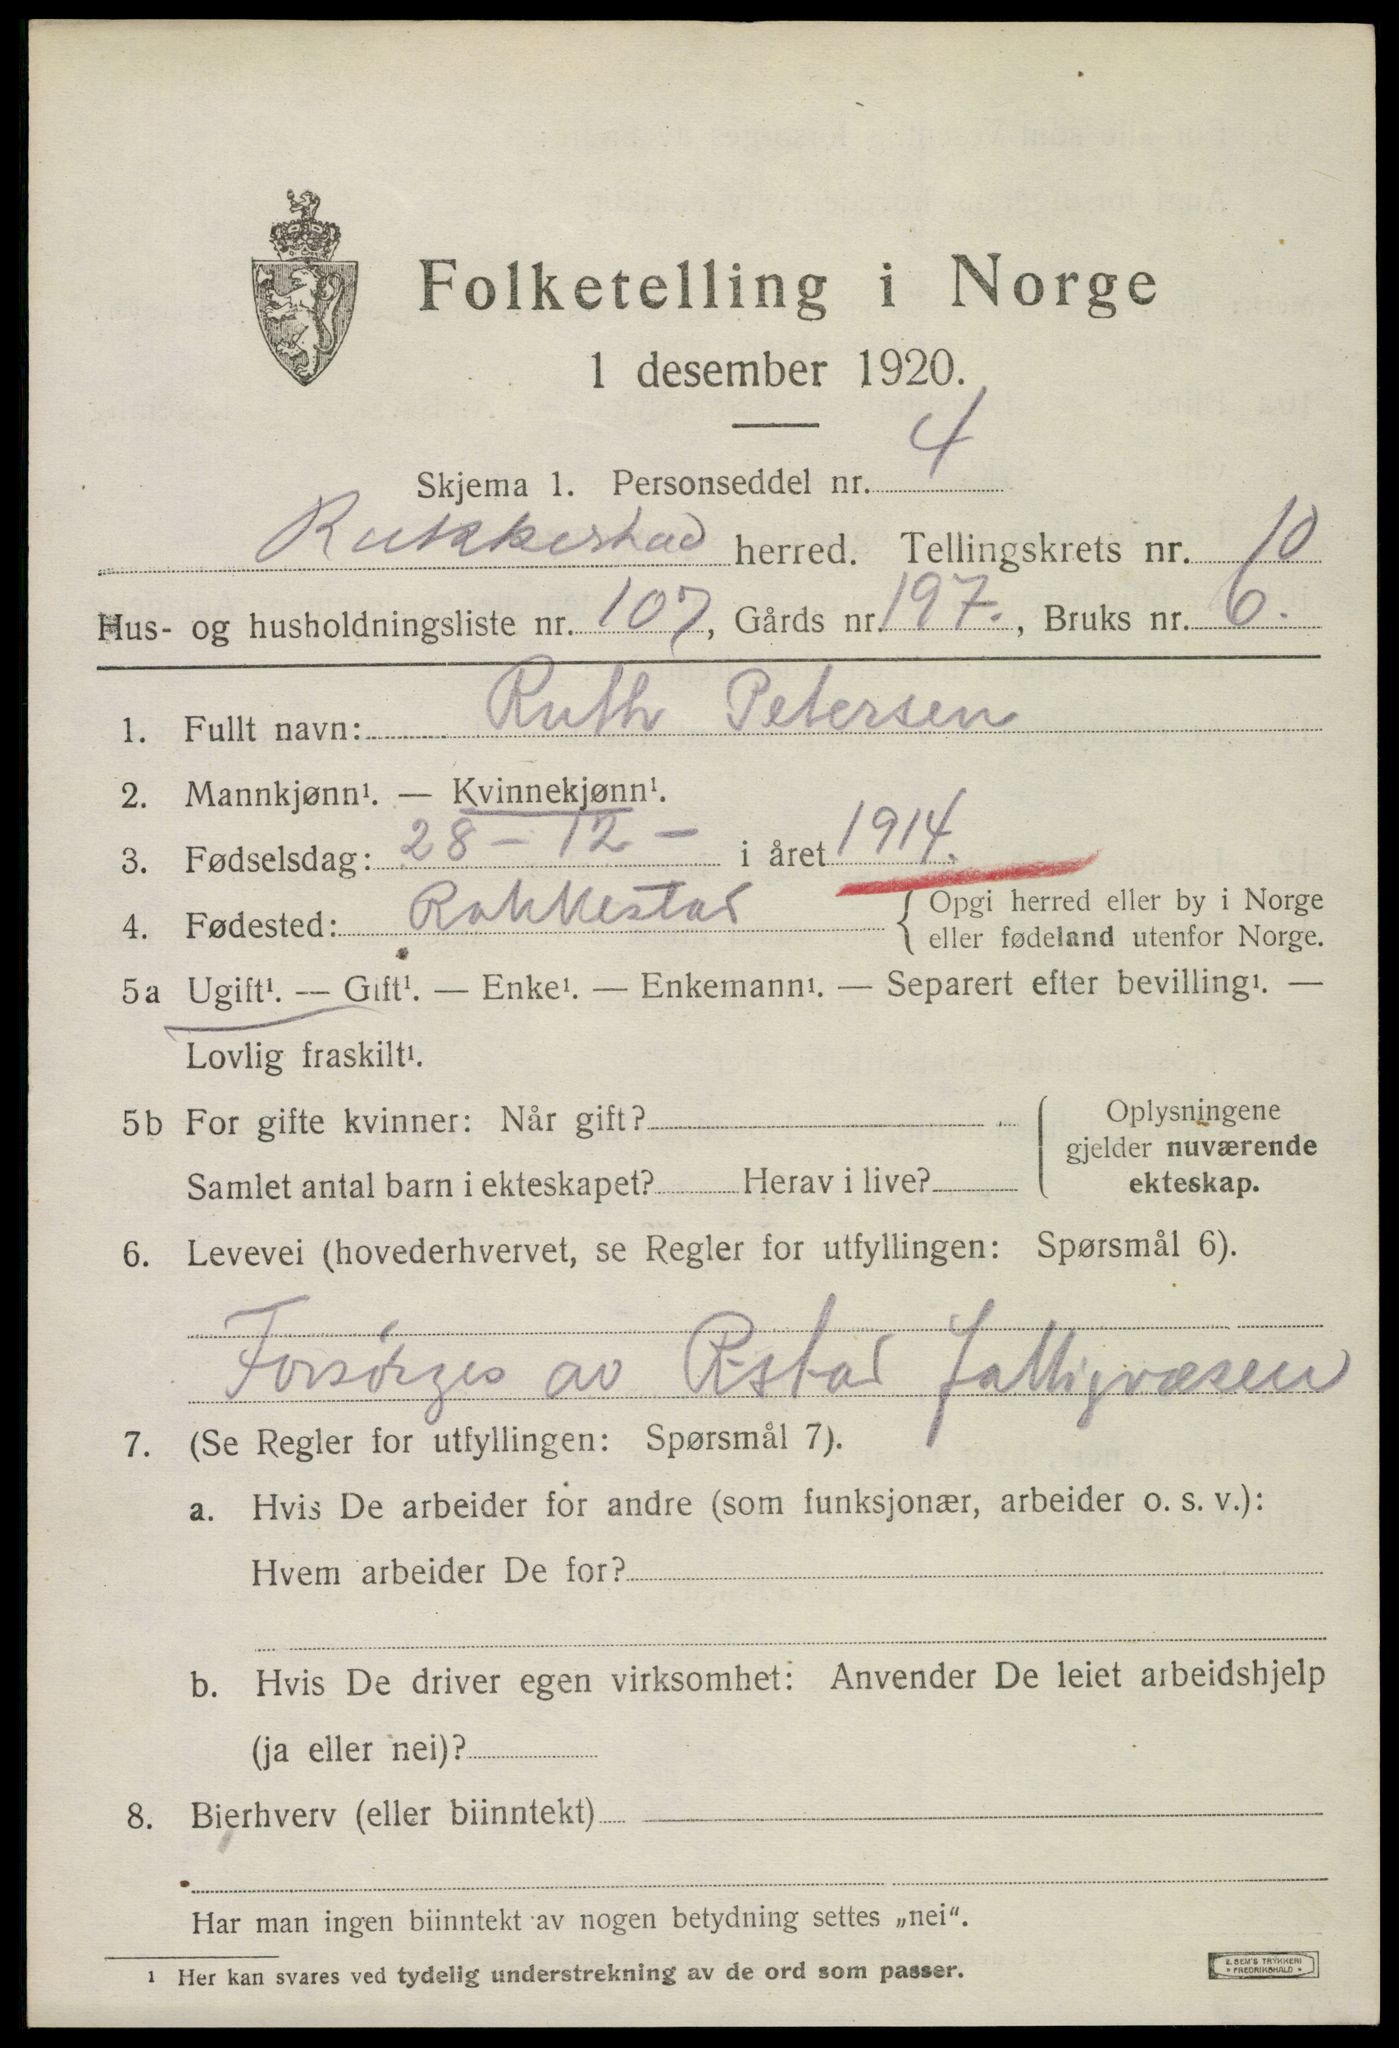 Folketelling i Norge
1 desember 1920.
Skjema 1. Personseddel nr. 4
Rakkestad herred. Tellingskrets nr. 10
Hus- og husholdningsliste nr. 107, Gårds nr. 197., Bruks nr. 6.
1. Fullt navn: Ruth Petersen
2. Mannkjønn¹. — Kvinnekjønn¹.
3. Fødselsdag: 28 – 12 – i året 1914.
4. Fødested: Rakkestad { Opgi herred eller by i Norge
eller fødeland utenfor Norge.
5a Ugift¹. — Gift¹. — Enke¹. — Enkemann¹. — Separert efter bevilling¹. —
Lovlig fraskilt¹.
5b For gifte kvinner: Når gift?
Samlet antal barn i ekteskapet? Herav i live?
Oplysningene
gjelder nuværende
ekteskap.
6. Levevei (hovederhvervet, se Regler for utfyllingen: Spørsmål 6).
Forsörges av R-stad fattigvæsen
7. (Se Regler for utfyllingen: Spørsmål 7).
a. Hvis De arbeider for andre (som funksjonær, arbeider o. s. v.):
Hvem arbeider De for?
b. Hvis De driver egen virksomhet: Anvender De leiet arbeidshjelp
(ja eller nei)?
8. Bierhverv (eller biinntekt)
Har man ingen biinntekt av nogen betydning settes „nei".
¹ Her kan svares ved tydelig understrekning av de ord som passer.
E. SEM'S TRYKKERI
* FREDRIKSHALD *